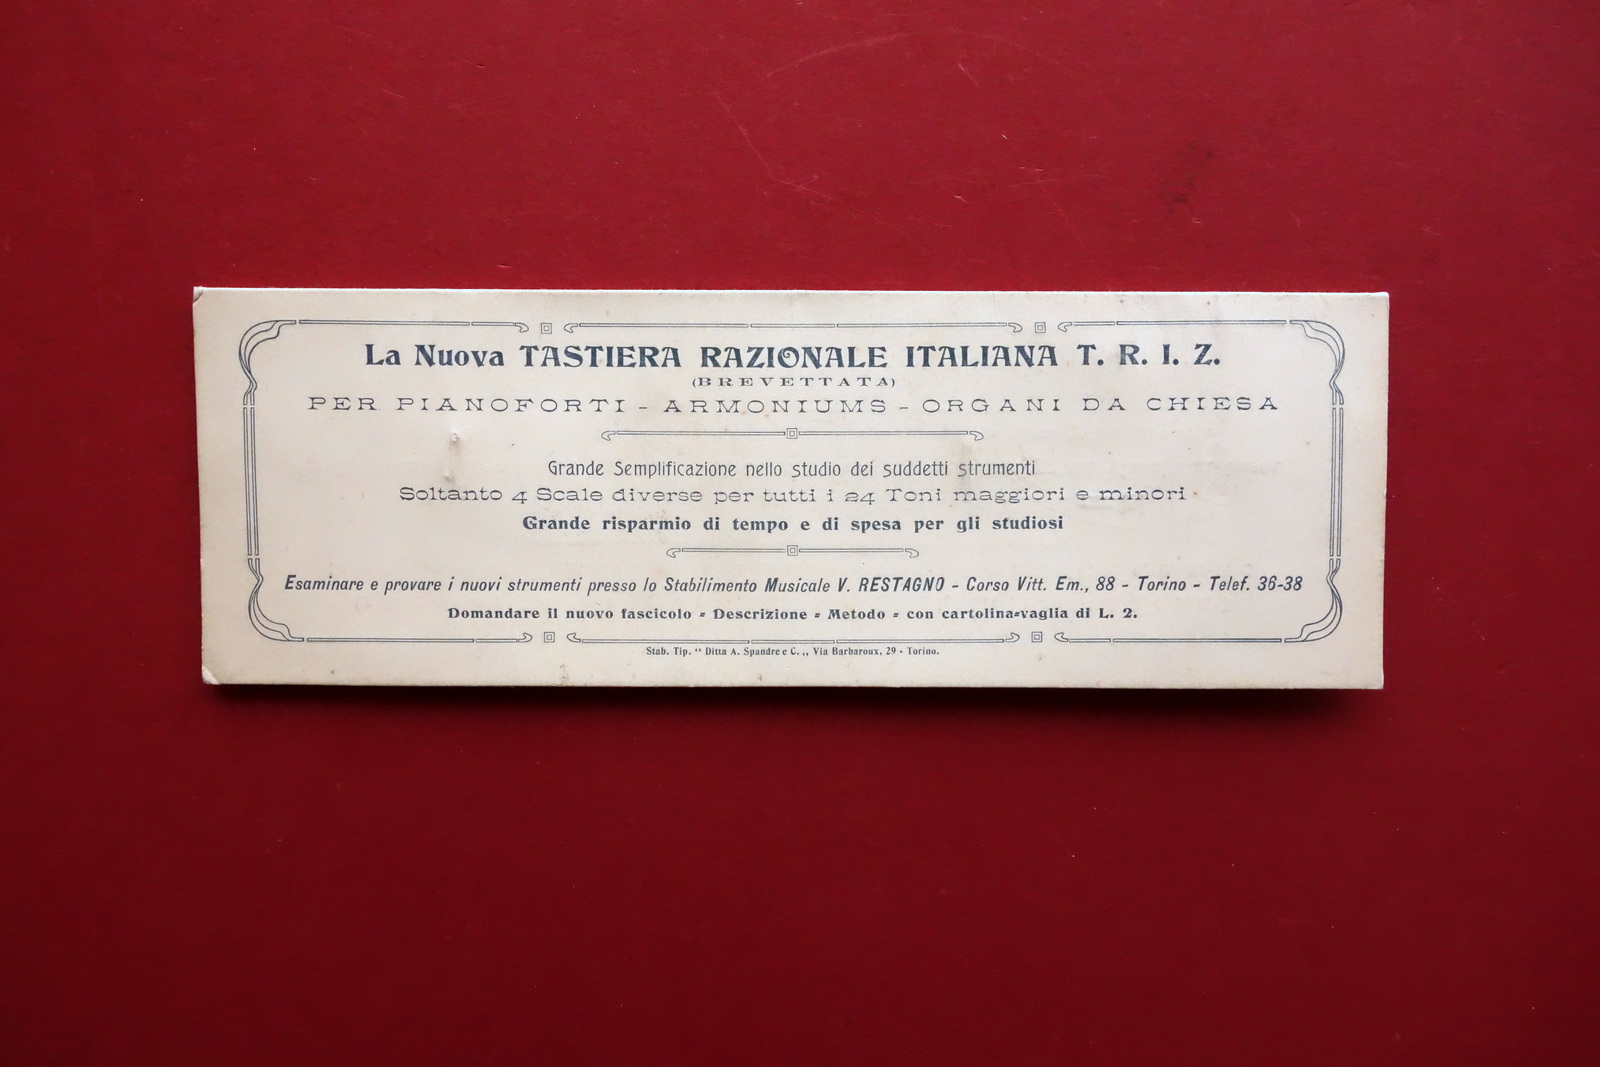 La Nuova TASTIERA RAZIONALE ITALIANA T. R. I. Z.
(BREVETTATA)
PER PIANOFORTI - ARMONIUMS - ORGANI DA CHIESA
Grande Semplificazione nello studio dei suddetti strumenti
Soltanto 4 Scale diverse per tutti i 24 Toni maggiori e minori
Grande risparmio di tempo e di spesa per gli studiosi
Esaminare e provare i nuovi strumenti presso lo Stabilimento Musicale V. RESTAGNO - Corso Vitt. Em., 88 - Torino - Telef. 36-38
Domandare il nuovo fascicolo = Descrizione = Metodo = con cartolina=vaglia di L. 2.
Stab. Tip. “ Ditta A. Spandre e C. „ Via Barbaroux, 29 - Torino.